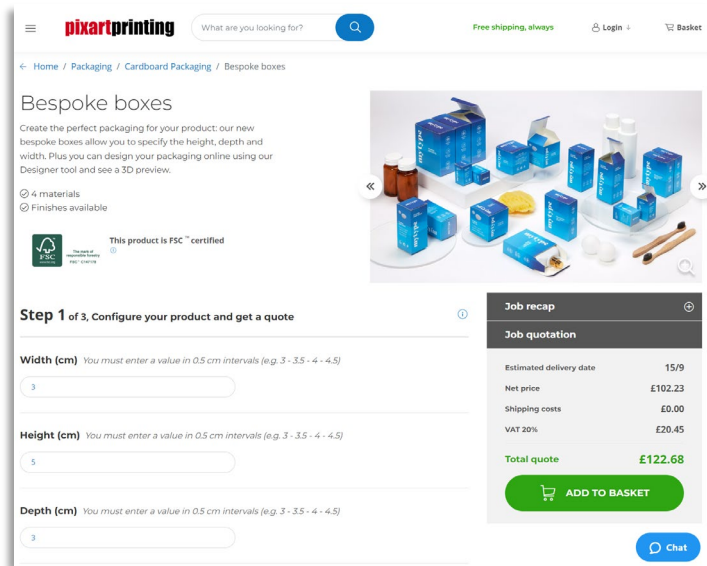 pixartprinting
What are you looking for?
Free shipping, always
Login
Basket
← Home / Packaging / Cardboard Packaging / Bespoke boxes
Bespoke boxes
Create the perfect packaging for your product: our new
bespoke boxes allow you to specify the height, depth and
width. Plus you can design your packaging online using our
Designer tool and see a 3D preview.
4 materials
Finishes available
FSC
The mark of
responsible forestry
This product is FSC ™ certified
Step 1 of 3, Configure your product and get a quote
Width (cm) You must enter a value in 0.5 cm intervals (e.g. 3 - 3.5 - 4 - 4.5)
3
Height (cm) You must enter a value in 0.5 cm intervals (e.g. 3 - 3.5 - 4 - 4.5)
5
Depth (cm) You must enter a value in 0.5 cm intervals (e.g. 3 - 3.5 - 4 - 4.5)
3
Job recap
Job quotation
Estimated delivery date 15/9
Net price £102.23
Shipping costs £0.00
VAT 20% £20.45
Total quote £122.68
ADD TO BASKET
Chat